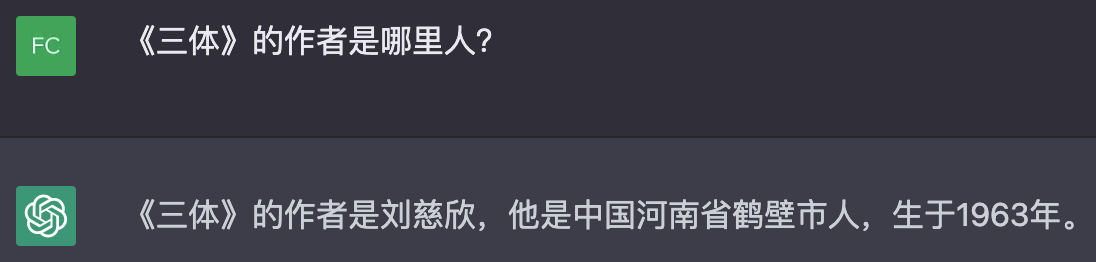 FC
《三体》的作者是哪里人?
《三体》的作者是刘慈欣，他是中国河南省鹤壁市人，生于1963年。